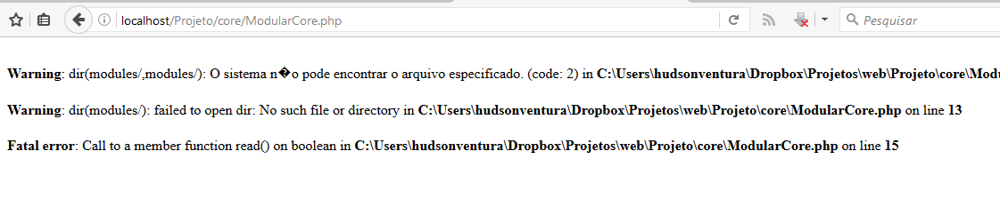 localhost/Projeto/core/ModularCore.php
Pesquisar
Warning: dir(modules/,modules/): O sistema n�o pode encontrar o arquivo especificado. (code: 2) in C:\Users\hudsonventura\Dropbox\Projetos\web\Projeto\core\Modu
Warning: dir(modules/): failed to open dir: No such file or directory in C:\Users\hudsonventura\Dropbox\Projetos\web\Projeto\core\ModularCore.php on line 13
Fatal error: Call to a member function read() on boolean in C:\Users\hudsonventura\Dropbox\Projetos\web\Projeto\core\ModularCore.php on line 15